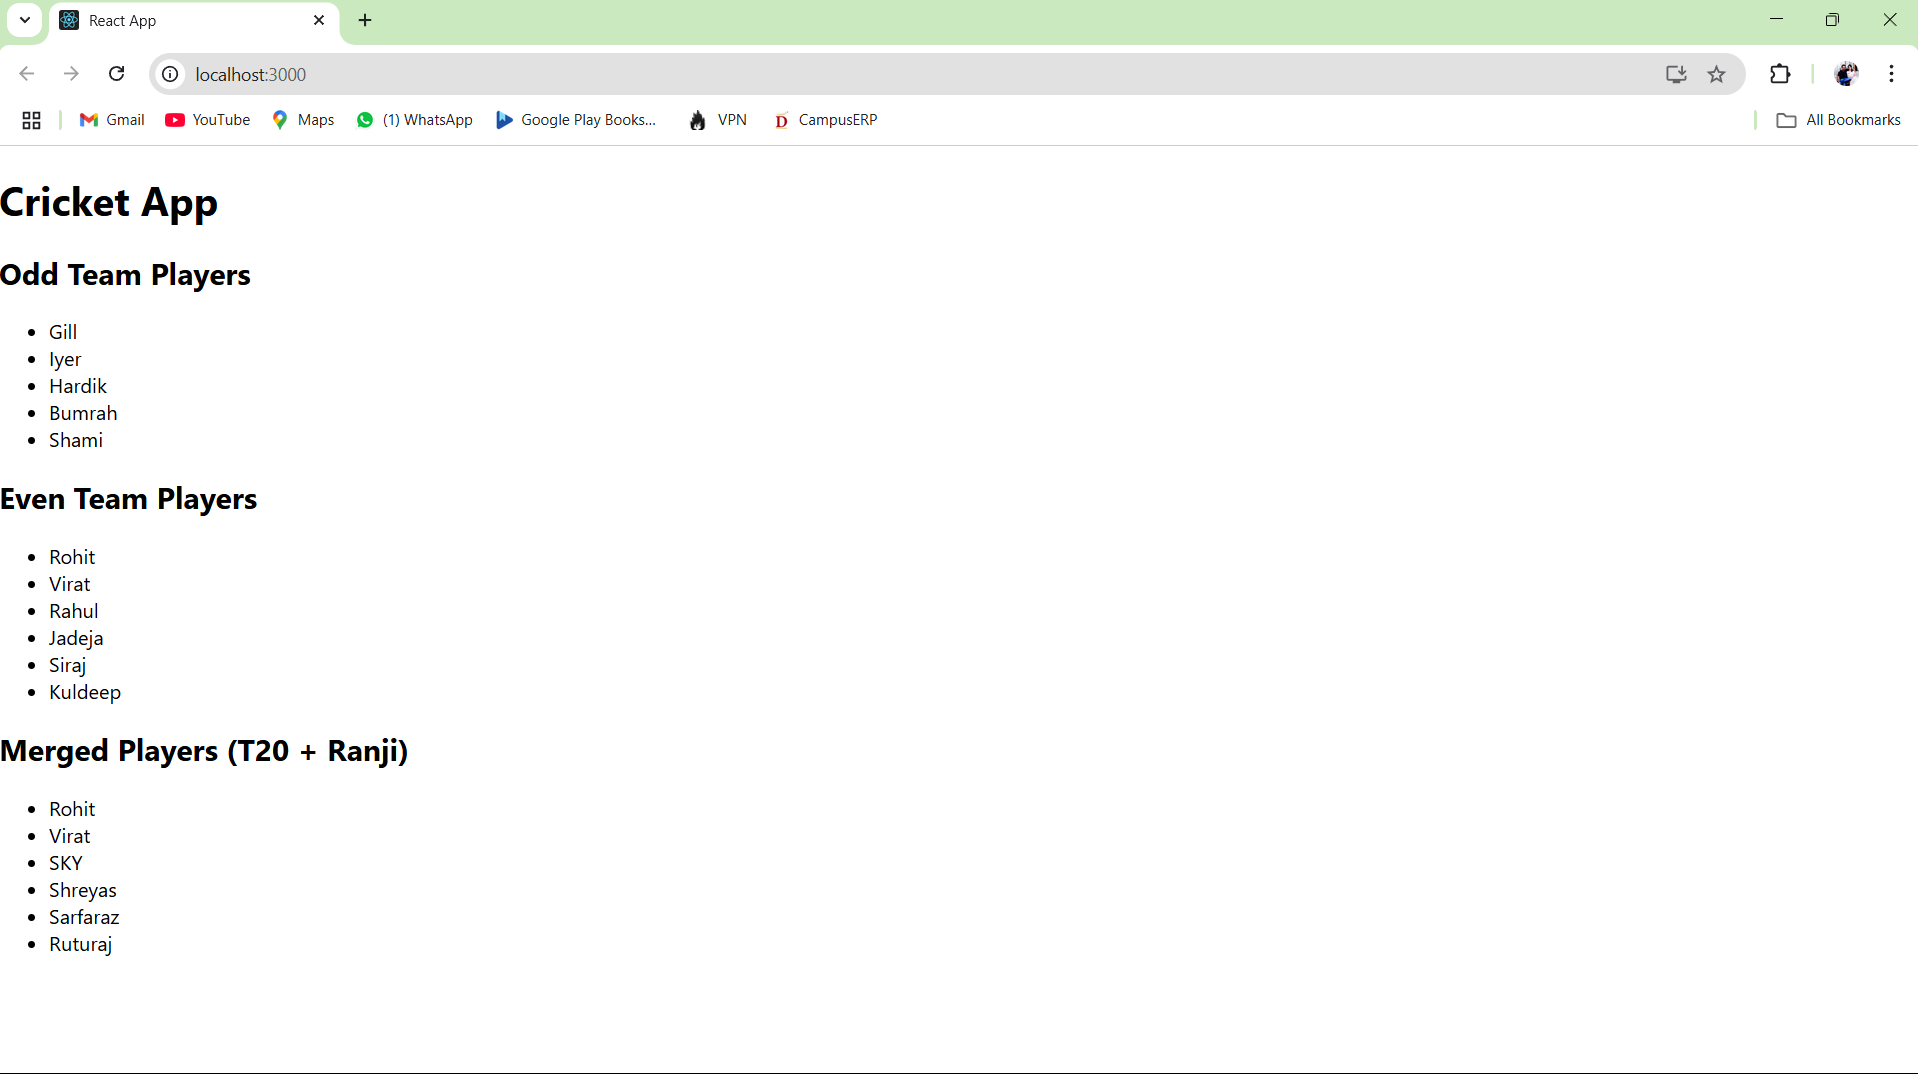 React App
localhost:3000
Gmail YouTube Maps (1) WhatsApp Google Play Books... VPN CampusERP All Bookmarks
Cricket App
Odd Team Players
Gill
Iyer
Hardik
Bumrah
Shami
Even Team Players
Rohit
Virat
Rahul
Jadeja
Siraj
Kuldeep
Merged Players (T20 + Ranji)
Rohit
Virat
SKY
Shreyas
Sarfaraz
Ruturaj